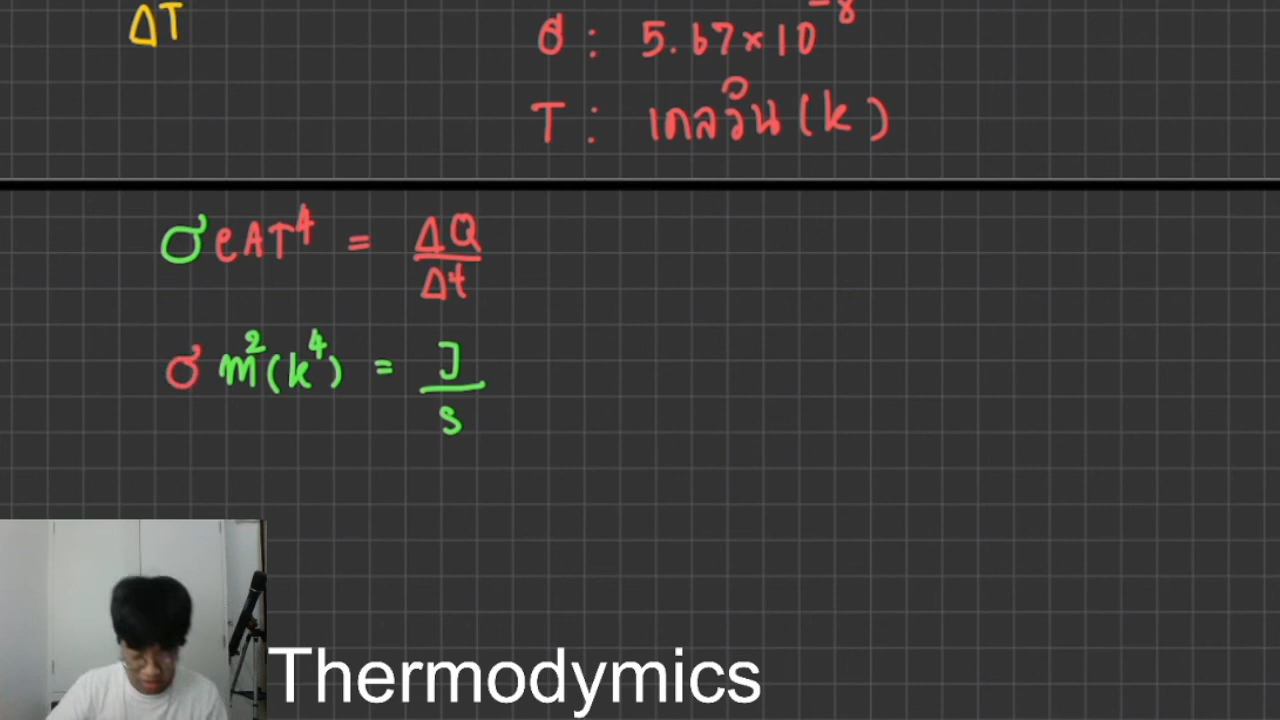 ΔT
σ : 5.67×10⁻⁸
T : เคลวิน (k)
σeAT⁴ = ΔQ/Δt
σ m²(k⁴) = J/s
Thermodymics